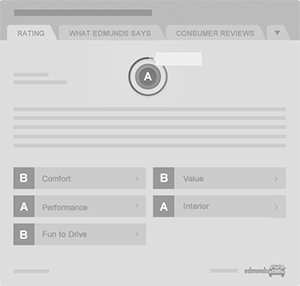 RATING WHAT EDMUNDS SAYS CONSUMER REVIEWS
A
B Comfort
B Value
A Performance
A Interior
B Fun to Drive
edmunds